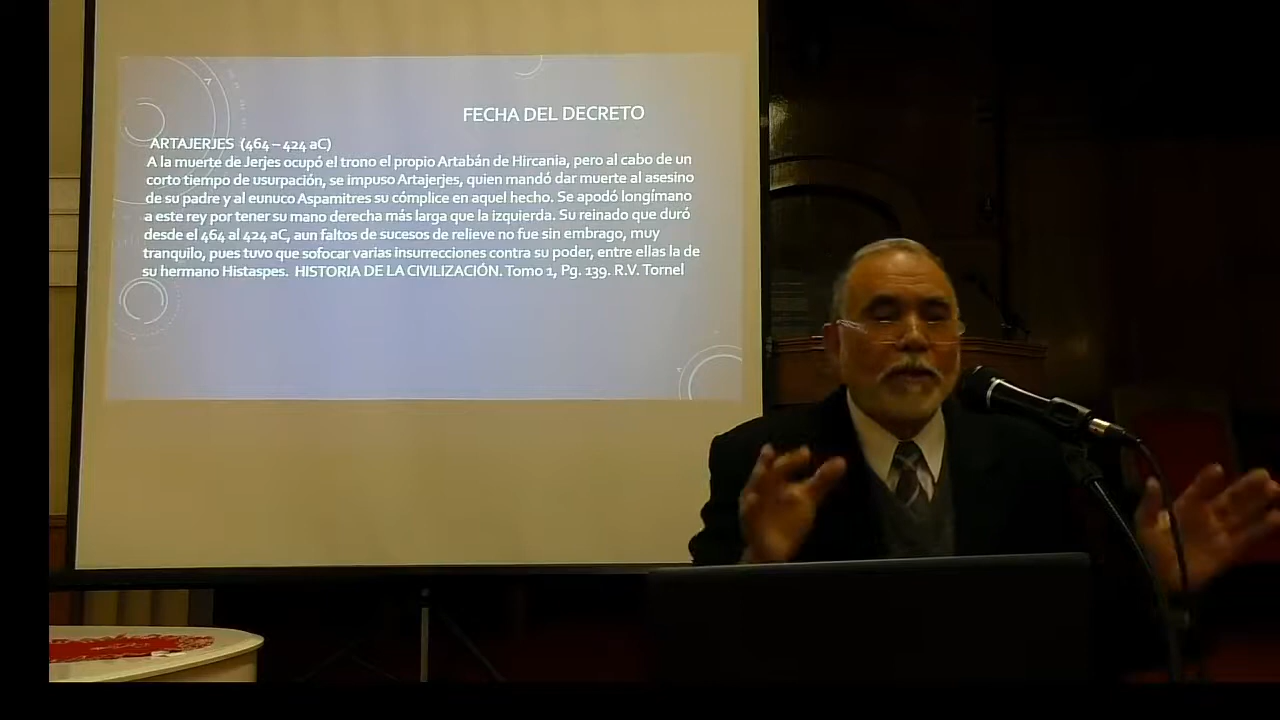 FECHA DEL DECRETO
ARTAJERJES (464 – 424 aC)
A la muerte de Jerjes ocupó el trono el propio Artabán de Hircania, pero al cabo de un
corto tiempo de usurpación, se impuso Artajerjes, quien mandó dar muerte al asesino
de su padre y al eunuco Aspamitres su cómplice en aquel hecho. Se apodó longímano
a este rey por tener su mano derecha más larga que la izquierda. Su reinado que duró
desde el 464 al 424 aC, aun faltos de sucesos de relieve no fue sin embrago, muy
tranquilo, pues tuvo que sofocar varias insurrecciones contra su poder, entre ellas la de
su hermano Histaspes. HISTORIA DE LA CIVILIZACIÓN. Tomo 1, Pg. 139. R.V. Tornel